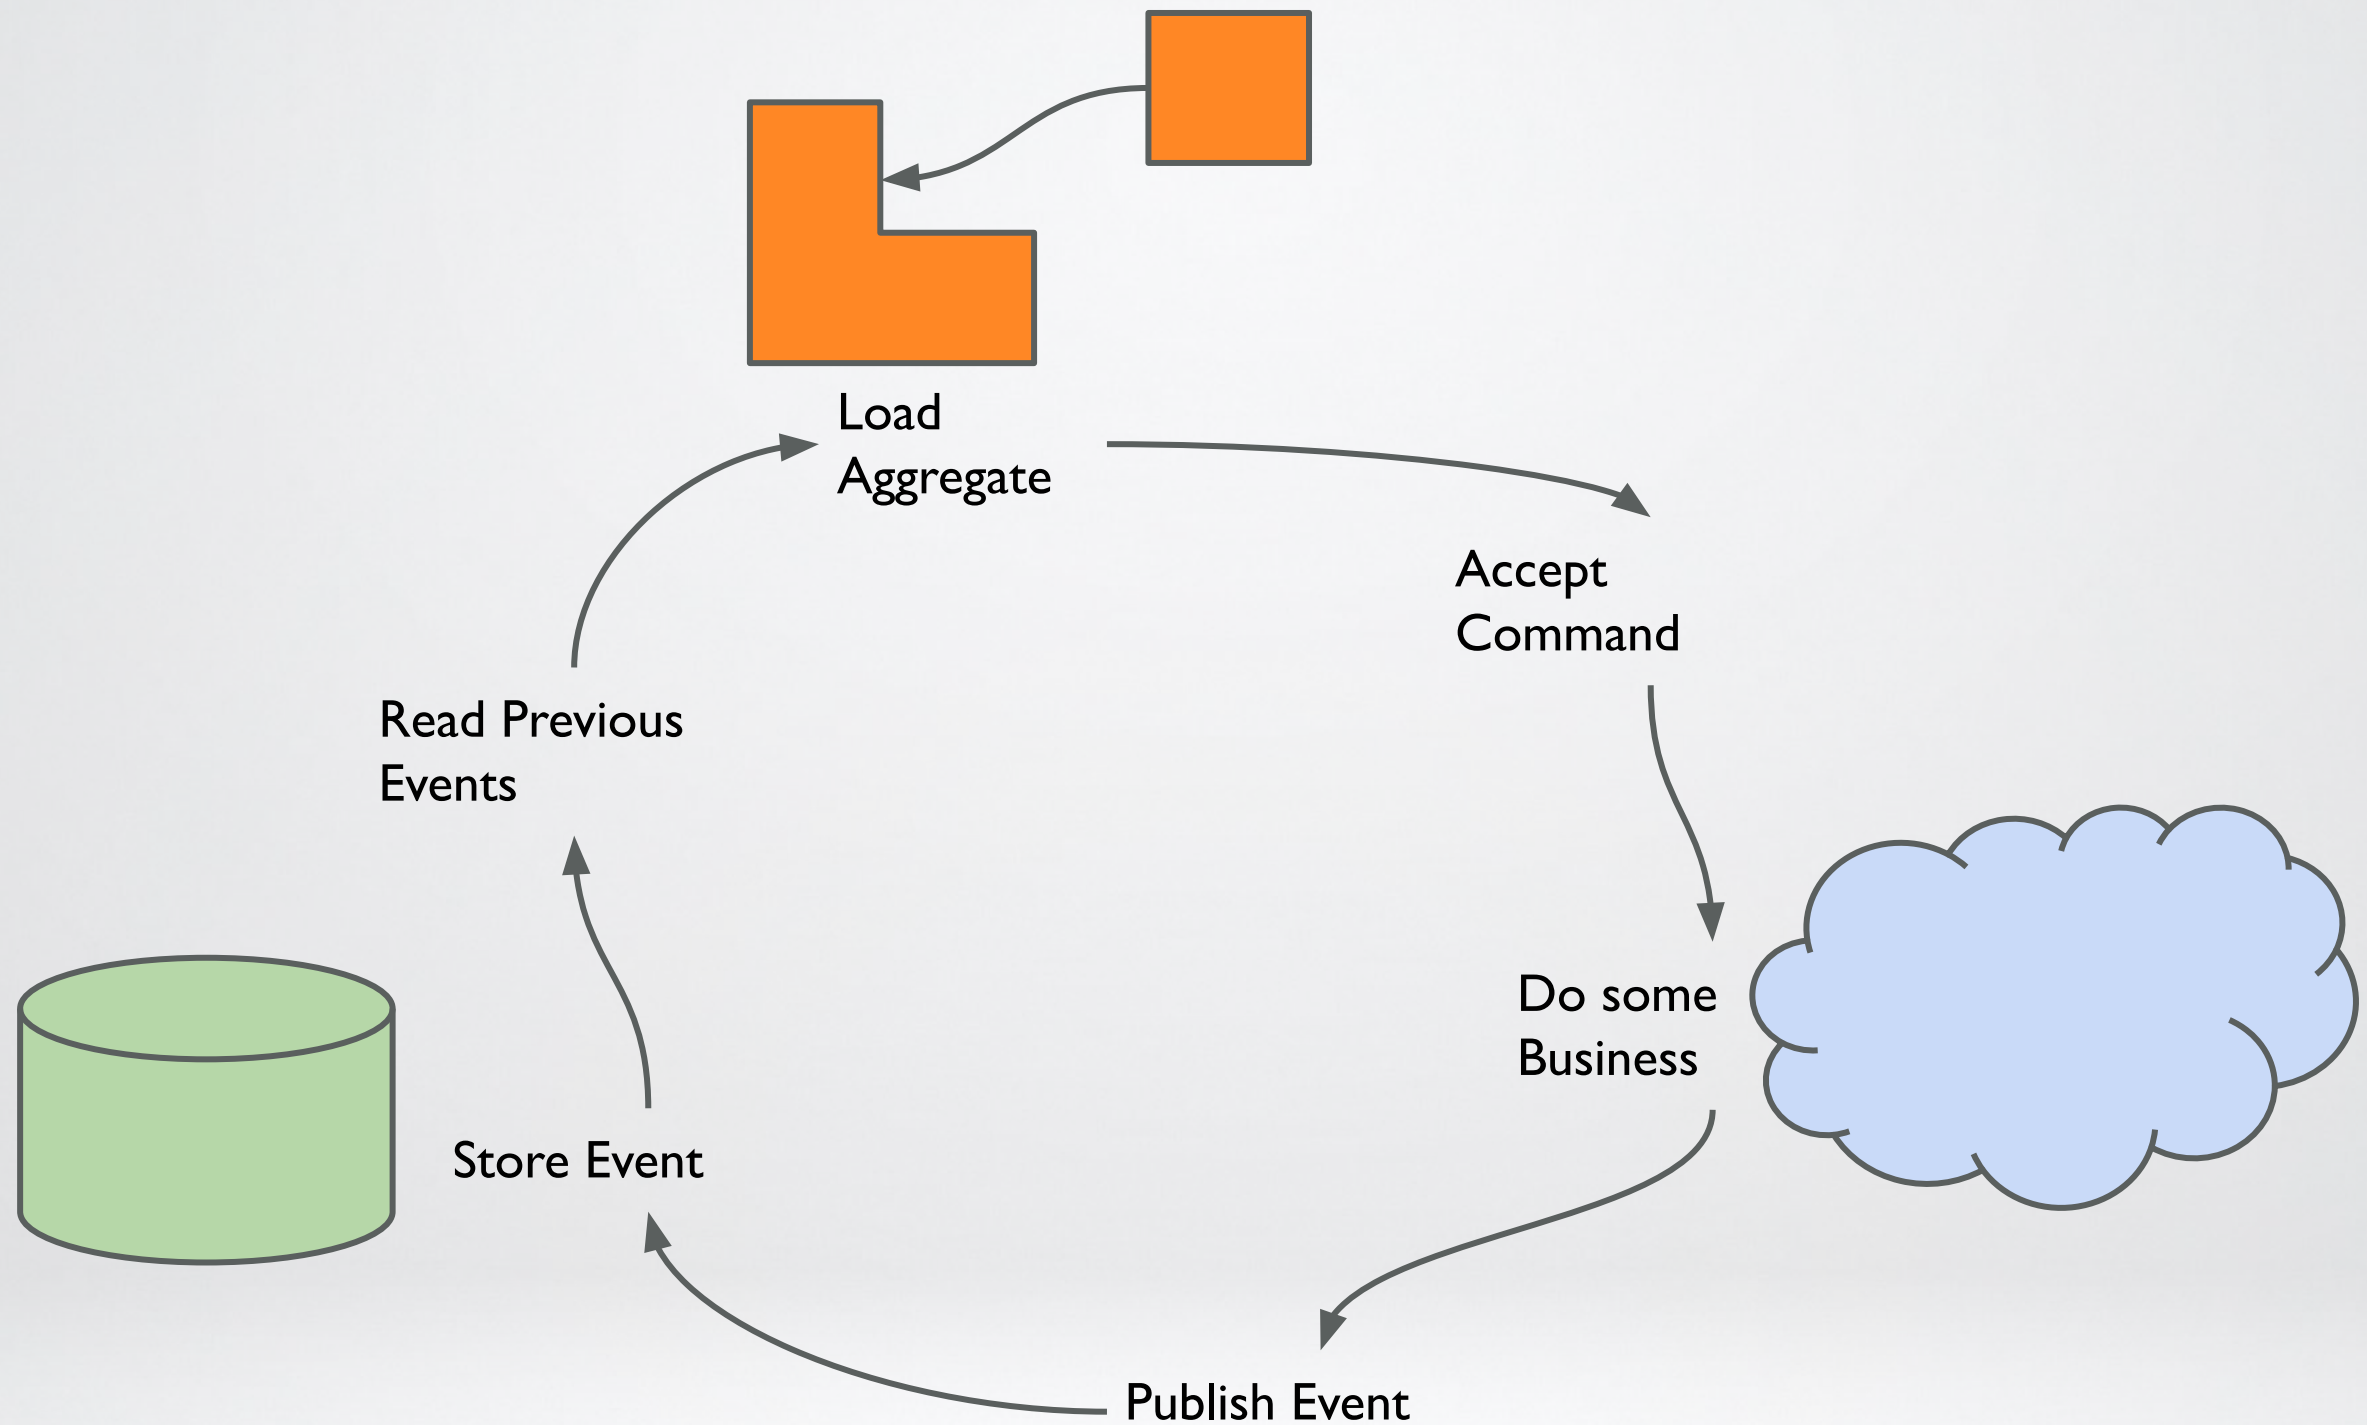 Load
Aggregate
Accept
Command
Read Previous
Events
Do some
Business
Store Event
Publish Event